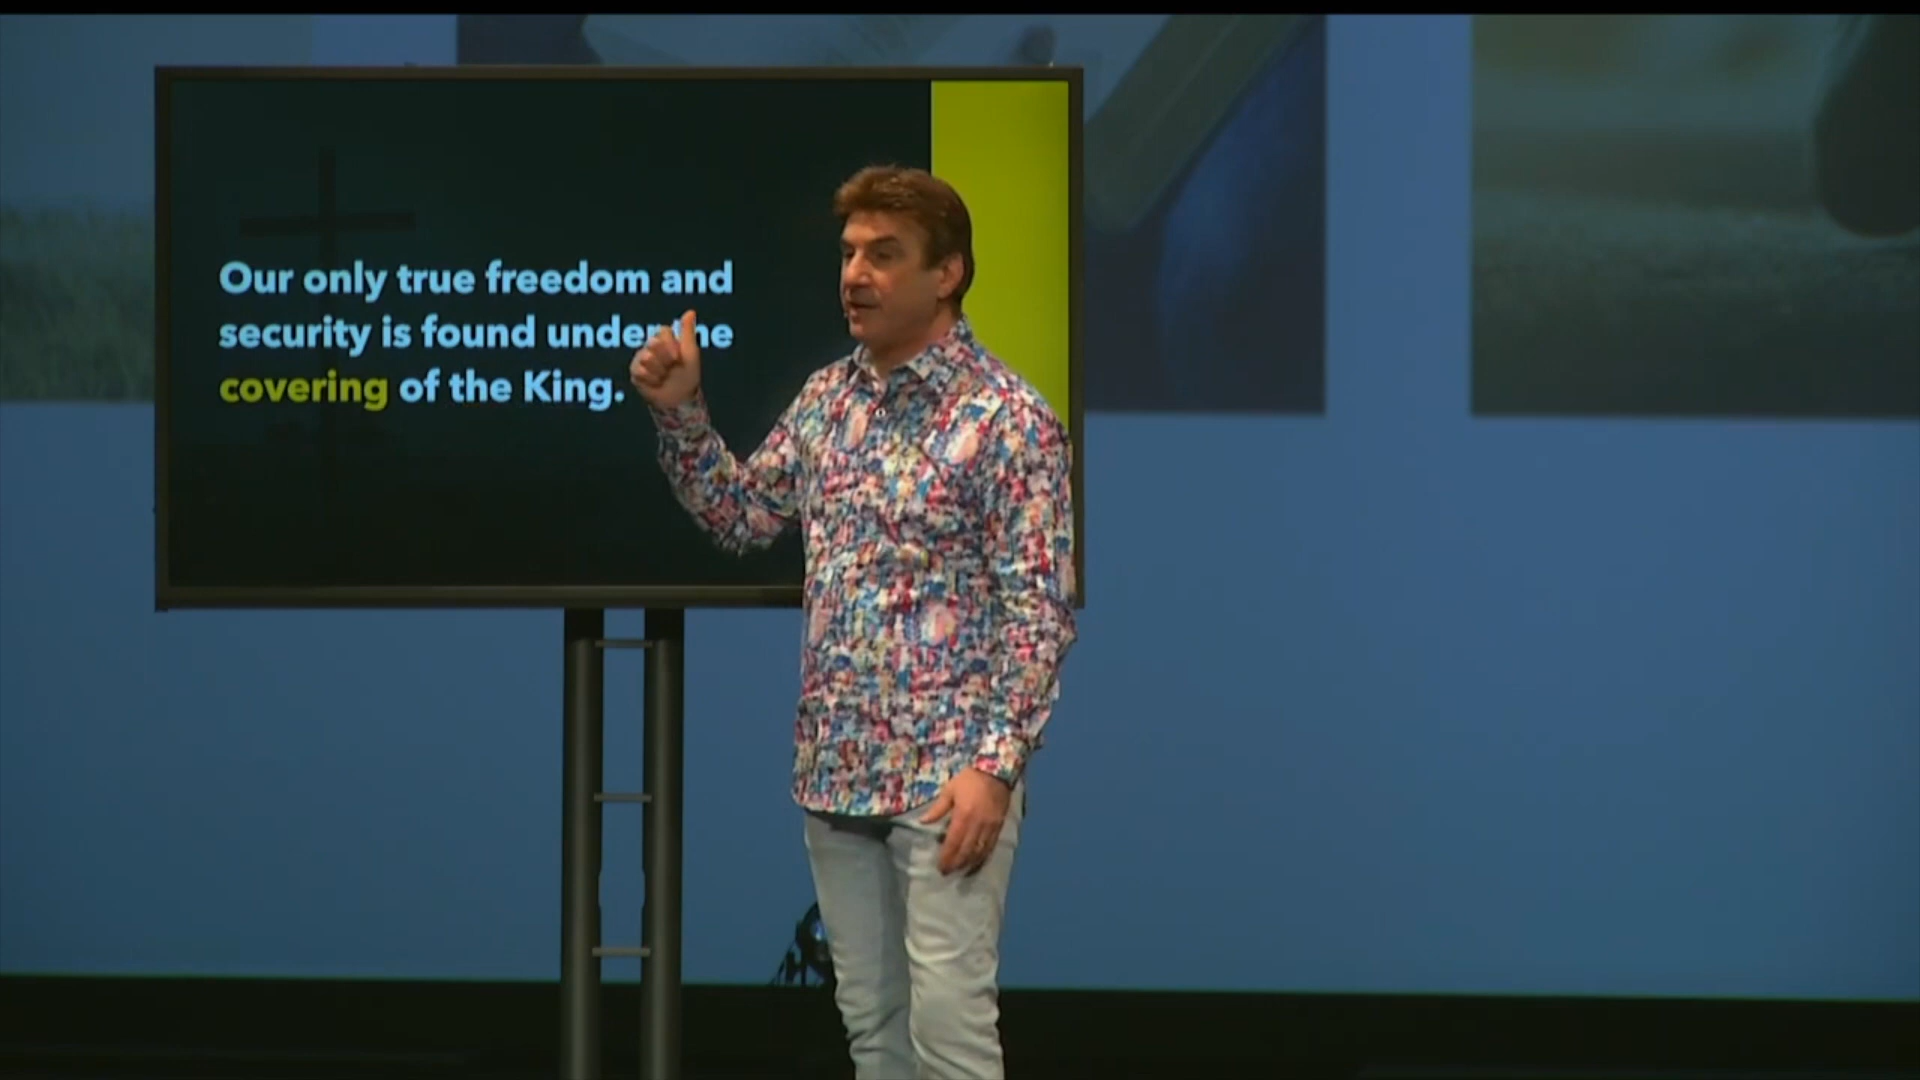 Our only true freedom and
security is found under the
covering of the King.